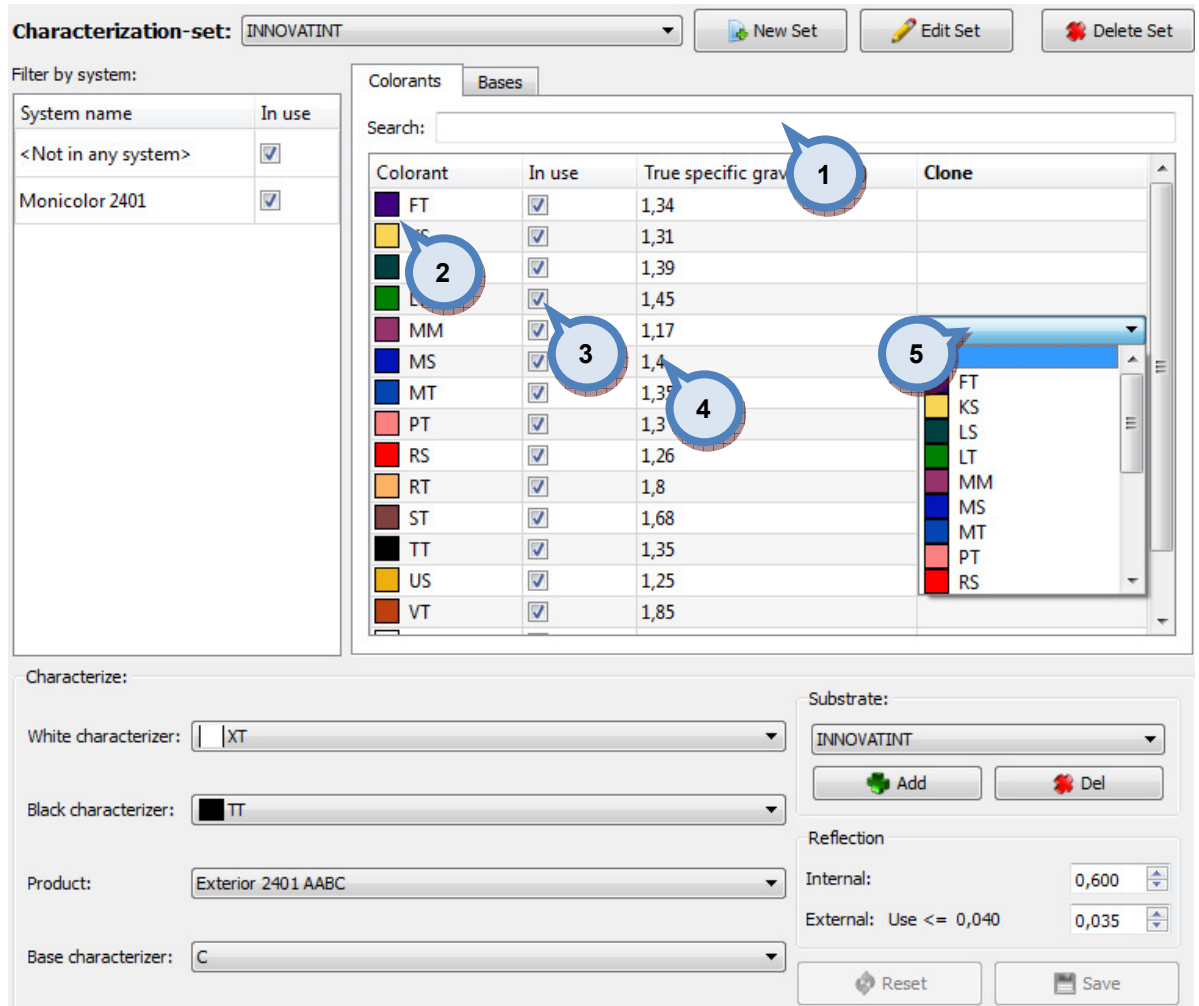 Characterization-set: INNOVATINT New Set Edit Set Delete Set
Filter by system:
System name In use
<Not in any system>
Monicolor 2401
Colorants Bases
Search:
1
Colorant In use True specific grav Clone
FT 1,34
1,31
2 1,39
1,45
MM 1,17
MS 1,4
3
5
MT 1,35
4
PT 1,3
RS 1,26
RT 1,8
ST 1,68
TT 1,35
US 1,25
VT 1,85
FT
KS
LS
LT
MM
MS
MT
PT
RS
Characterize:
White characterizer: XT
Black characterizer: TT
Product: Exterior 2401 AABC
Base characterizer: C
Substrate:
INNOVATINT
Add Del
Reflection
Internal: 0,600
External: Use <= 0,040 0,035
Reset Save